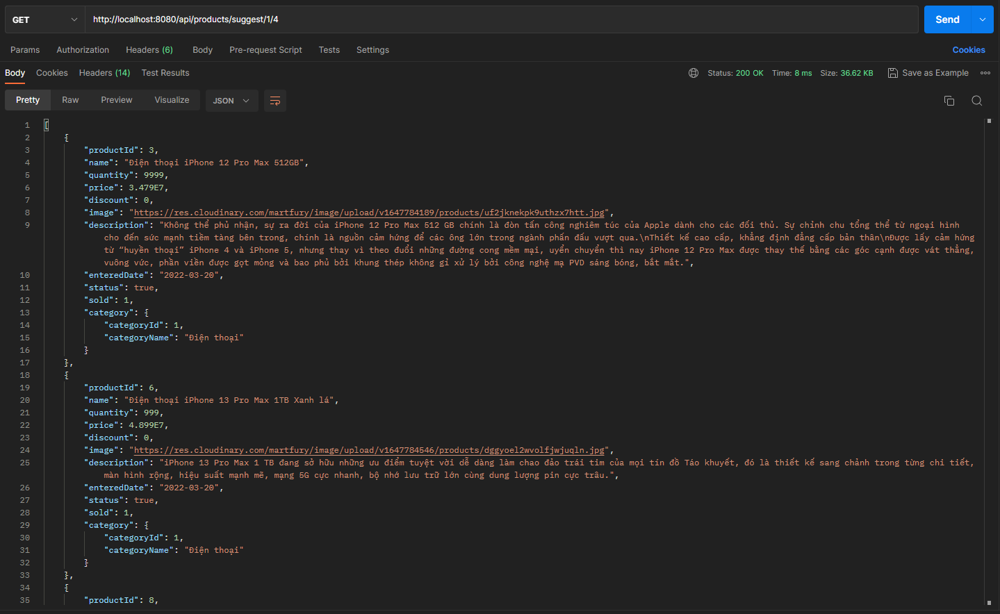 GET http://localhost:8080/api/products/suggest/1/4 Send
Params Authorization Headers (6) Body Pre-request Script Tests Settings Cookies
Body Cookies Headers (14) Test Results Status: 200 OK Time: 8 ms Size: 36.62 KB Save as Example
Pretty Raw Preview Visualize JSON
1 [
2 {
3 "productId": 3,
4 "name": "Điện thoại iPhone 12 Pro Max 512GB",
5 "quantity": 9999,
6 "price": 3.479E7,
7 "discount": 0,
8 "image": "https://res.cloudinary.com/martfury/image/upload/v1647784189/products/uf2jknekpk9uthzx7htt.jpg",
9 "description": "Không thể phủ nhận, sự ra đời của iPhone 12 Pro Max 512 GB chính là đòn tấn công nghiêm túc của Apple dành cho các đối thủ. Sự chỉnh chu tổng thể từ ngoại hình
cho đến sức mạnh tiềm tàng bên trong, chính là nguồn cảm hứng để các ông lớn trong ngành phấn đấu vượt qua.\nThiết kế cao cấp, khẳng định đẳng cấp bản thân\nĐược lấy cảm hứng
từ “huyền thoại” iPhone 4 và iPhone 5, nhưng thay vì theo đuổi những đường cong mềm mại, uyển chuyển thì nay iPhone 12 Pro Max được thay thế bằng các góc cạnh được vát thẳng,
vuông vức, phần viền được gọt mỏng và bao phủ bởi khung thép không gỉ xử lý bởi công nghệ mạ PVD sáng bóng, bắt mắt.",
10 "enteredDate": "2022-03-20",
11 "status": true,
12 "sold": 1,
13 "category": {
14 "categoryId": 1,
15 "categoryName": "Điện thoại"
16 }
17 },
18 {
19 "productId": 6,
20 "name": "Điện thoại iPhone 13 Pro Max 1TB Xanh lá",
21 "quantity": 999,
22 "price": 4.899E7,
23 "discount": 0,
24 "image": "https://res.cloudinary.com/martfury/image/upload/v1647784546/products/dggyoel2wvolfjwjuqln.jpg",
25 "description": "iPhone 13 Pro Max 1 TB đang sở hữu những ưu điểm tuyệt vời dễ dàng làm chao đảo trái tim của mọi tín đồ Táo khuyết, đó là thiết kế sang chảnh trong từng chi tiết,
màn hình rộng, hiệu suất mạnh mẽ, mạng 5G cực nhanh, bộ nhớ lưu trữ lớn cùng dung lượng pin cực trâu.",
26 "enteredDate": "2022-03-20",
27 "status": true,
28 "sold": 1,
29 "category": {
30 "categoryId": 1,
31 "categoryName": "Điện thoại"
32 }
33 },
34 {
35 "productId": 8,